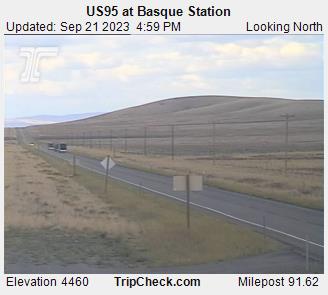 US95 at Basque Station
Updated: Sep 21 2023 4:59 PM Looking North
Elevation 4460 TripCheck.com Milepost 91.62